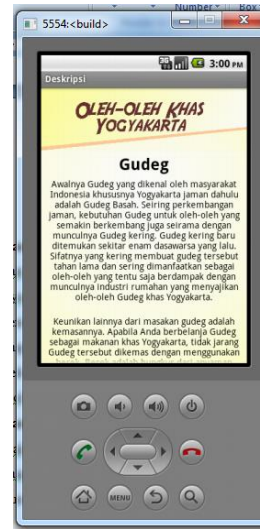 Number
Box
5554:<build>
3G 3:00 PM
Deskripsi
OLEH-OLEH KHAS
YOGYAKARTA
Gudeg
Awalnya Gudeg yang dikenal oleh masyarakat
Indonesia khususnya Yogyakarta jaman dahulu
adalah Gudeg Basah. Seiring perkembangan
jaman, kebutuhan Gudeg untuk oleh-oleh yang
semakin berkembang juga seirama dengan
munculnya Gudeg kering. Gudeg kering baru
ditemukan sekitar enam dasawarsa yang lalu.
Sifatnya yang kering membuat gudeg tersebut
tahan lama dan sering dimanfaatkan sebagai
oleh-oleh yang tentu saja berdampak dengan
munculnya industri rumahan yang menyajikan
oleh-oleh Gudeg khas Yogyakarta.
Keunikan lainnya dari masakan gudeg adalah
kemasannya. Apabila Anda berbelanja Gudeg
sebagai makanan khas Yogyakarta, tidak jarang
Gudeg tersebut dikemas dengan menggunakan
MENU